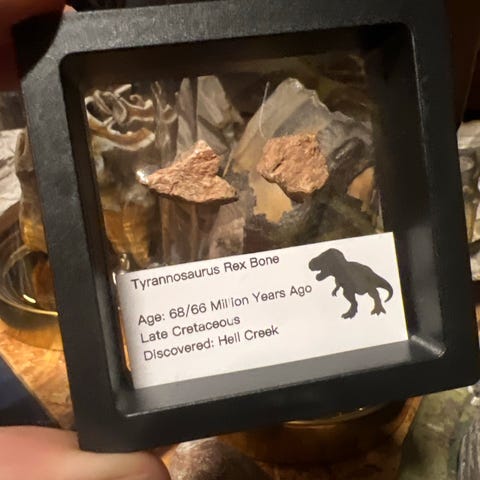 Tyrannosaurus Rex Bone
Age: 68/66 Million Years Ago
Late Cretaceous
Discovered: Hell Creek